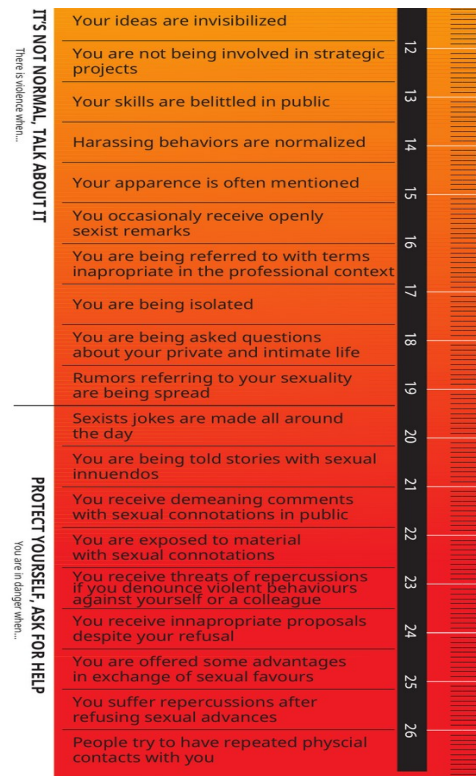 IT'S NOT NORMAL, TALK ABOUT IT
There is violence when...
Your ideas are invisibilized
You are not being involved in strategic
projects
Your skills are belittled in public
Harassing behaviors are normalized
Your apparence is often mentioned
You occasionaly receive openly
sexist remarks
You are being referred to with terms
inapropriate in the professional context
You are being isolated
You are being asked questions
about your private and intimate life
Rumors referring to your sexuality
are being spread
PROTECT YOURSELF, ASK FOR HELP
You are in danger when...
Sexists jokes are made all around
the day
You are being told stories with sexual
innuendos
You receive demeaning comments
with sexual connotations in public
You are exposed to material
with sexual connotations
You receive threats of repercussions
if you denounce violent behaviours
against yourself or a colleague
You receive innapropriate proposals
despite your refusal
You are offered some advantages
in exchange of sexual favours
You suffer repercussions after
refusing sexual advances
People try to have repeated physcial
contacts with you
12
13
14
15
16
17
18
19
20
21
22
23
24
25
26